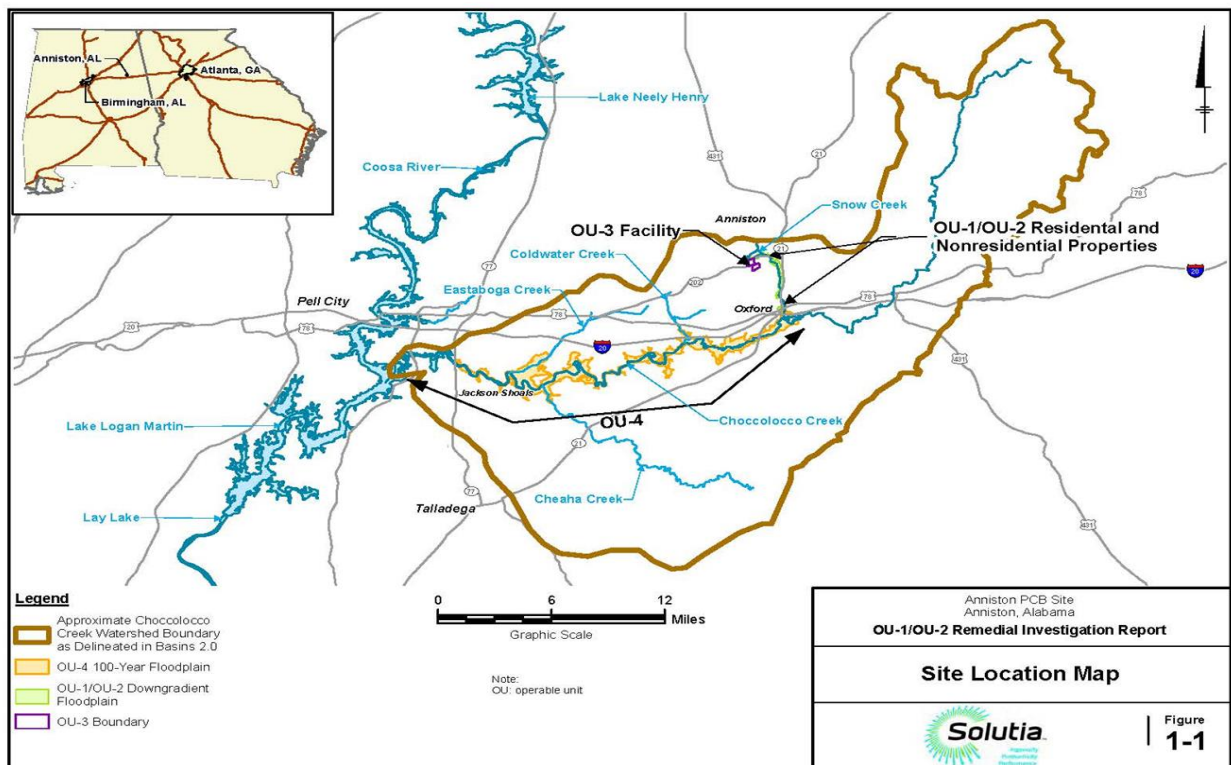 Anniston, AL
Atlanta, GA
Birmingham, AL
Lake Neely Henry
Coosa River
431
21
78
Anniston
Snow Creek
OU-3 Facility
OU-1/OU-2 Residental and
Nonresidential Properties
21
Coldwater Creek
77
202
Eastaboga Creek
20
78
Pell City
Oxford
78
20
78
20
431
Jackson Shoals
OU-4
Choccolocco Creek
Lake Logan Martin
21
Cheaha Creek
77
Talladega
Lay Lake
431
Legend
Approximate Choccolocco
Creek Watershed Boundary
as Delineated in Basins 2.0
OU-4 100-Year Floodplain
OU-1/OU-2 Downgradient
Floodplain
OU-3 Boundary
0 6 12
Miles
Graphic Scale
Note:
OU: operable unit
Anniston PCB Site
Anniston, Alabama
OU-1/OU-2 Remedial Investigation Report
Site Location Map
Solutia
Figure
1-1